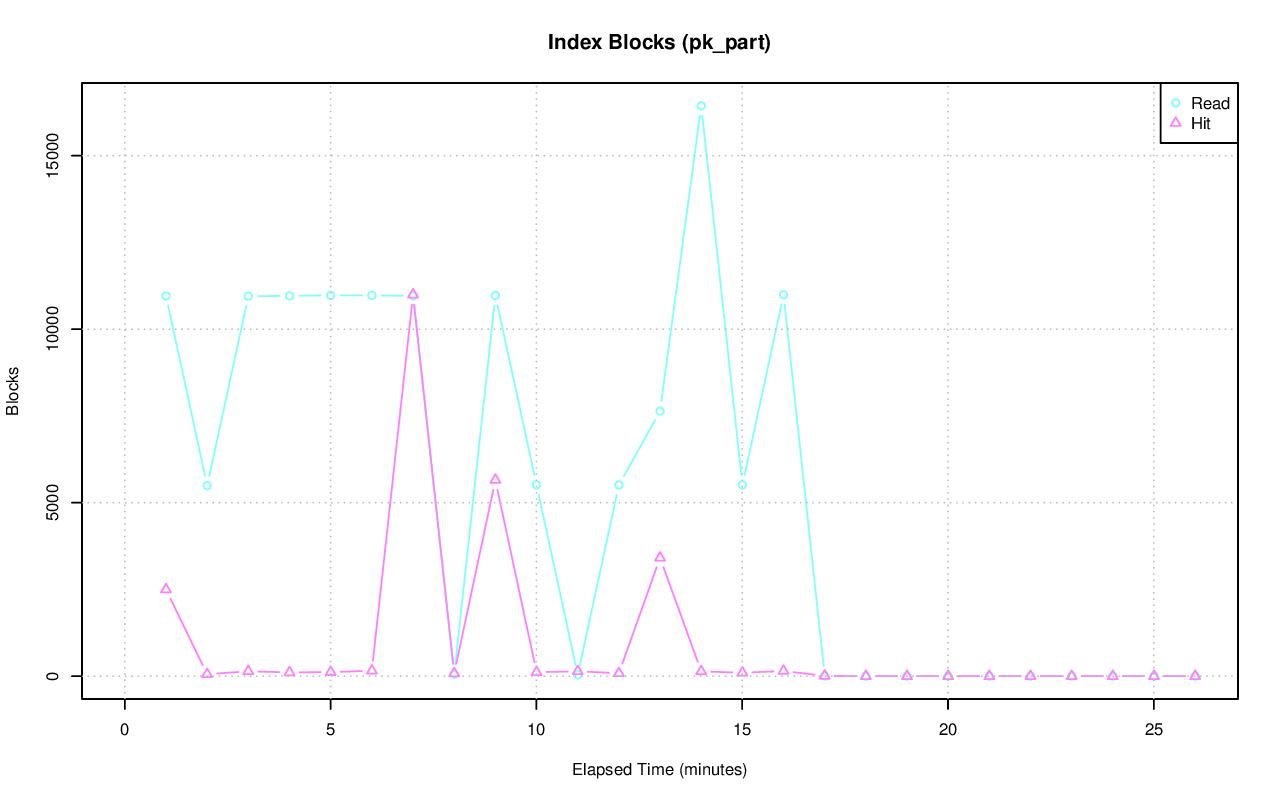 Index Blocks (pk_part)
Read
Hit
15000
10000
5000
0
Blocks
0 5 10 15 20 25
Elapsed Time (minutes)